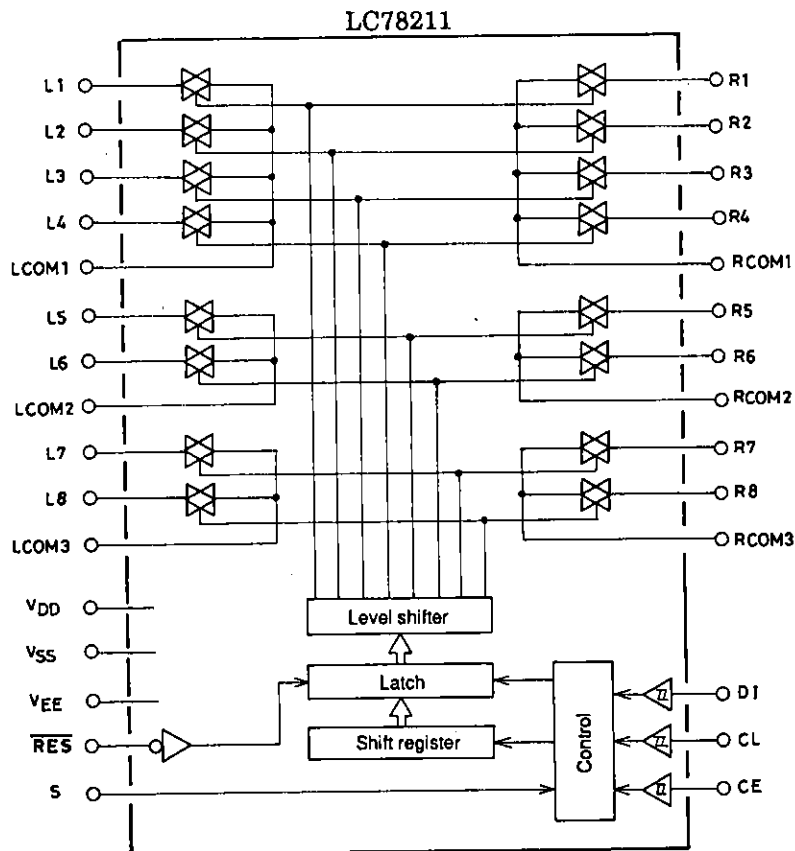 LC78211
L1
R1
L2
R2
L3
R3
L4
R4
LCOM1
RCOM1
L5
R5
L6
R6
LCOM2
RCOM2
L7
R7
L8
R8
LCOM3
RCOM3
VDD
Level shifter
VSS
Latch
DI
VEE
RES
Shift register
Control
CL
S
CE